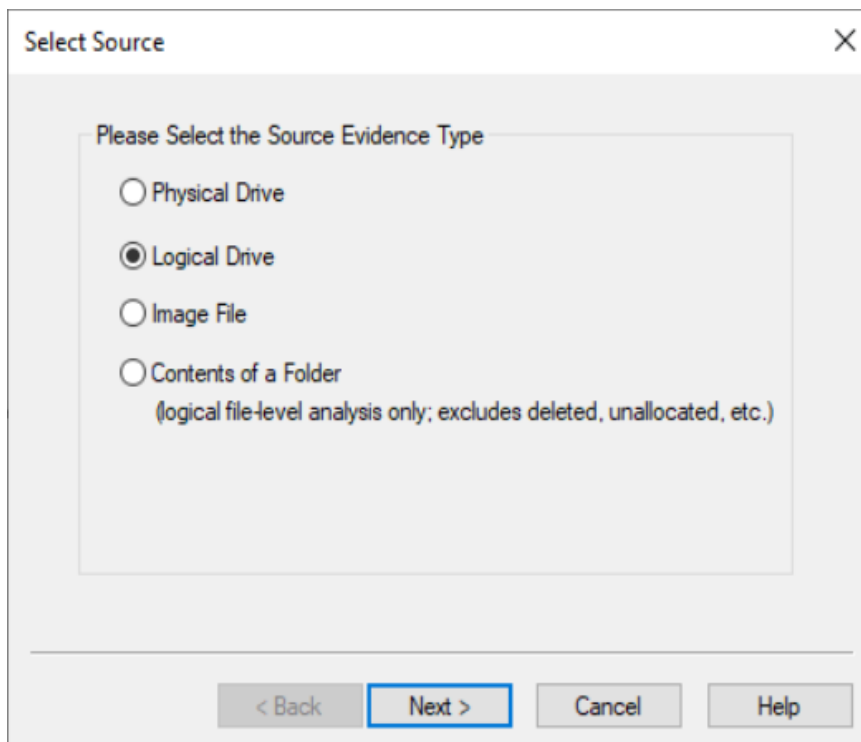 Select Source
Please Select the Source Evidence Type
Physical Drive
Logical Drive
Image File
Contents of a Folder
(logical file-level analysis only; excludes deleted, unallocated, etc.)
< Back Next > Cancel Help